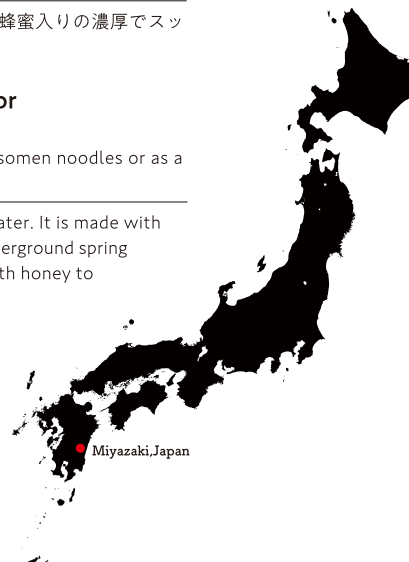 蜂蜜入りの濃厚でスッ
or
somen noodles or as a
ater. It is made with
erground spring
th honey to
Miyazaki,Japan